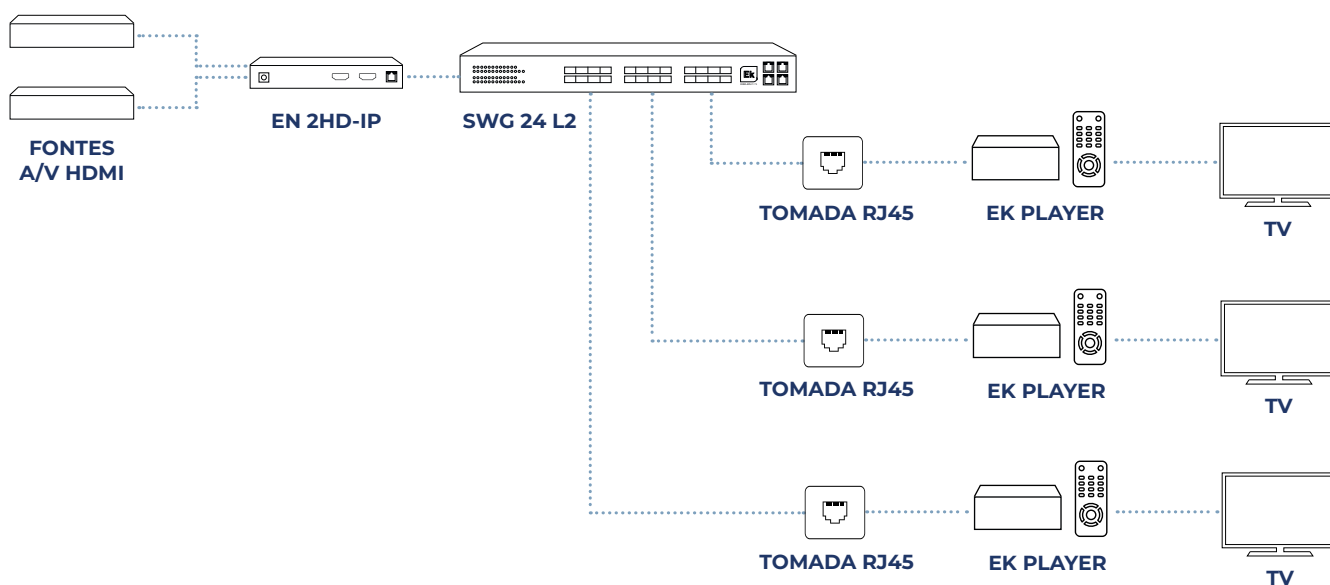 Ek
EN 2HD-IP
SWG 24 L2
FONTES
A/V HDMI
TOMADA RJ45
EK PLAYER
TV
TOMADA RJ45
EK PLAYER
TV
TOMADA RJ45
EK PLAYER
TV